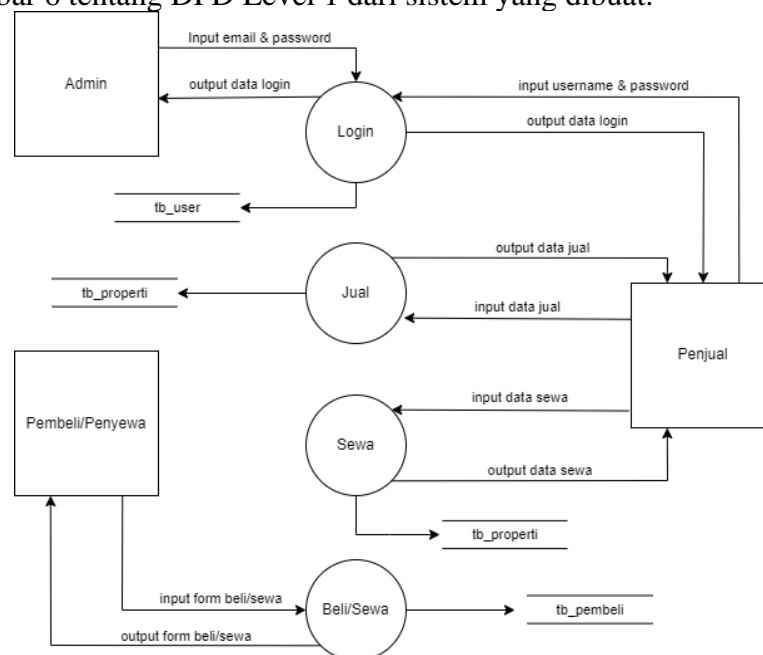 bar 6 tentang DFD Level 1 dari sistem yang dibuat.
Input email & password
Admin
output data login
input username & password
output data login
Login
tb_user
output data jual
tb_properti
Jual
input data jual
Penjual
input data sewa
Pembeli/Penyewa
Sewa
output data sewa
tb_properti
input form beli/sewa
Beli/Sewa
tb_pembeli
output form beli/sewa